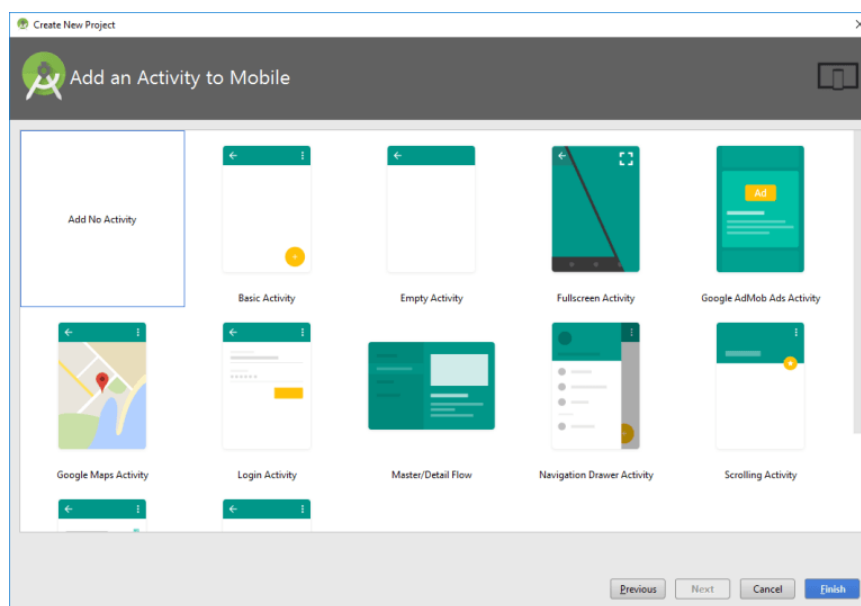 Create New Project
Add an Activity to Mobile
Add No Activity
Ad
Basic Activity
Empty Activity
Fullscreen Activity
Google AdMob Ads Activity
Google Maps Activity
Login Activity
Master/Detail Flow
Navigation Drawer Activity
Scrolling Activity
Previous
Next
Cancel
Finish